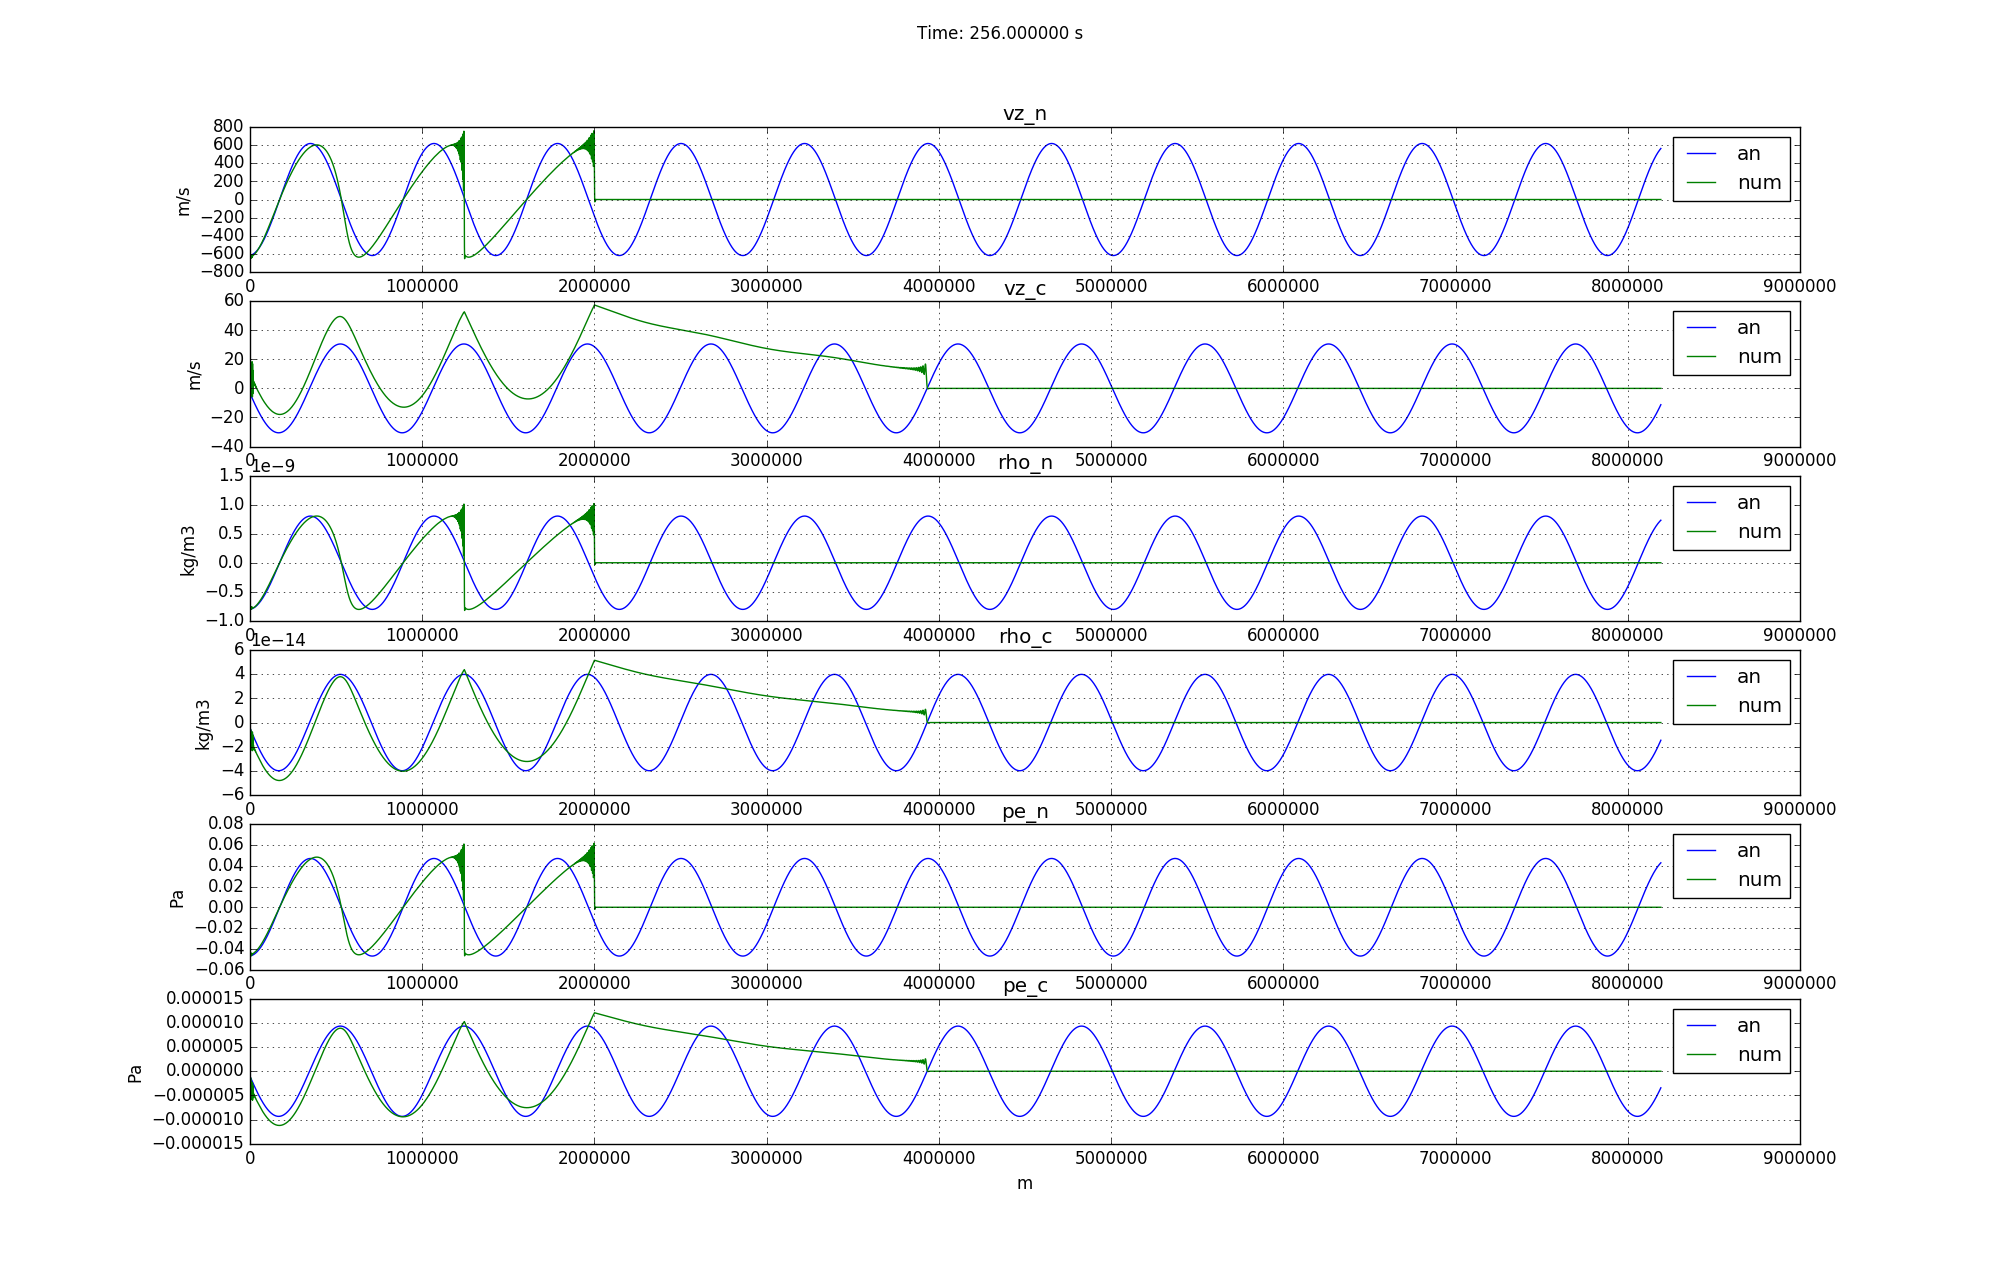 Time: 256.000000 s
vz_n
800
600
400
200
0
−200
−400
−600
−800
m/s
an
num
0 1000000 2000000 3000000 4000000 5000000 6000000 7000000 8000000 9000000
vz_c
60
40
20
0
−20
−40
m/s
an
num
0 1000000 2000000 3000000 4000000 5000000 6000000 7000000 8000000 9000000
1e−9
rho_n
1.5
1.0
0.5
0.0
−0.5
−1.0
kg/m3
an
num
0 1000000 2000000 3000000 4000000 5000000 6000000 7000000 8000000 9000000
1e−14
rho_c
6
4
2
0
−2
−4
−6
kg/m3
an
num
0 1000000 2000000 3000000 4000000 5000000 6000000 7000000 8000000 9000000
pe_n
0.08
0.06
0.04
0.02
0.00
−0.02
−0.04
−0.06
Pa
an
num
0 1000000 2000000 3000000 4000000 5000000 6000000 7000000 8000000 9000000
pe_c
0.000015
0.000010
0.000005
0.000000
−0.000005
−0.000010
−0.000015
Pa
an
num
0 1000000 2000000 3000000 4000000 5000000 6000000 7000000 8000000 9000000
m